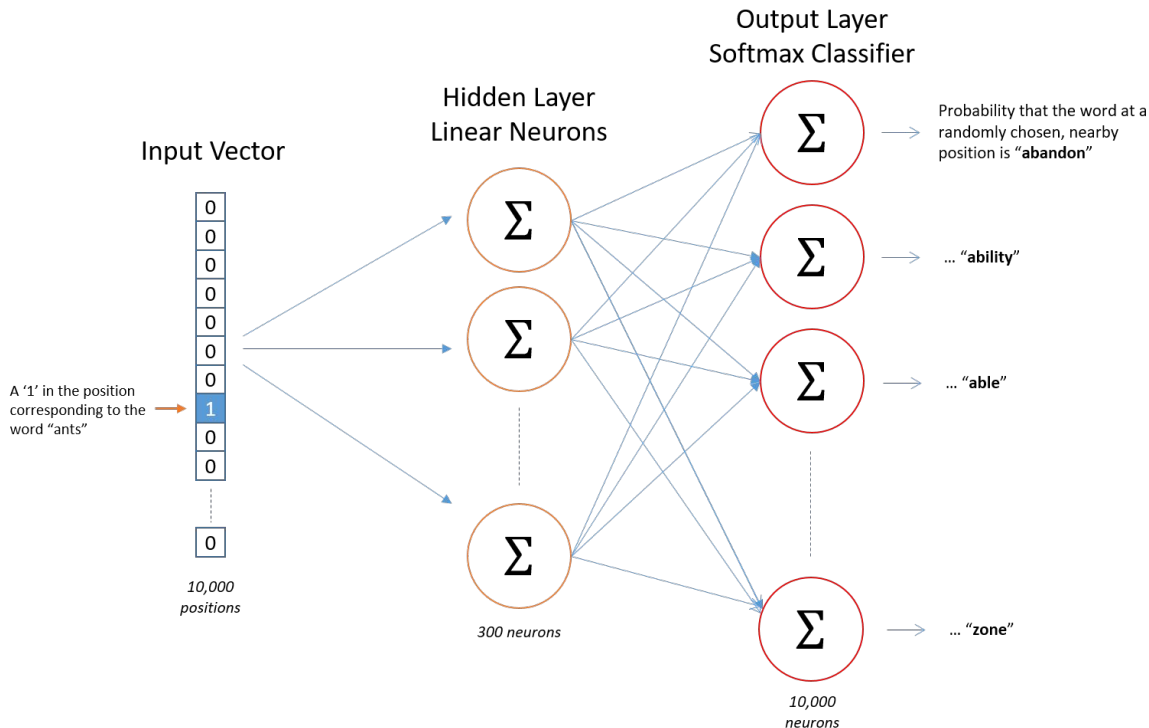 Output Layer
Softmax Classifier
Hidden Layer
Linear Neurons
Input Vector
0
0
0
0
0
0
0
1
0
0
0
A ‘1’ in the position
corresponding to the
word “ants”
10,000
positions
Σ
Σ
Σ
300 neurons
Σ
Σ
Σ
Σ
10,000
neurons
Probability that the word at a
randomly chosen, nearby
position is “abandon”
... “ability”
... “able”
... “zone”